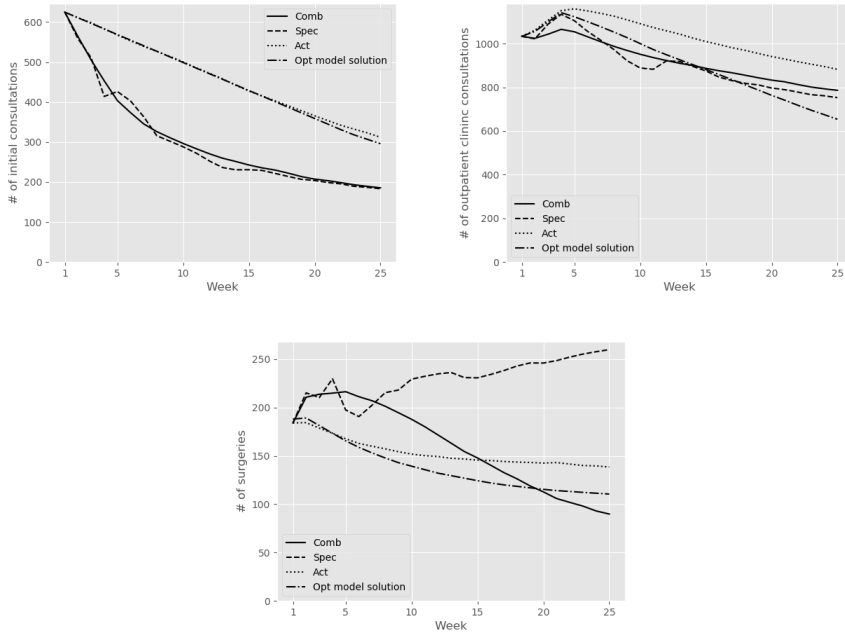 # of initial consultations
600
500
400
300
200
100
0
Comb
Spec
Act
Opt model solution
1
5
10
15
20
25
Week
# of outpatient clininc consultations
1000
800
600
400
200
0
Comb
Spec
Act
Opt model solution
1
5
10
15
20
25
Week
# of surgeries
250
200
150
100
50
0
Comb
Spec
Act
Opt model solution
1
5
10
15
20
25
Week